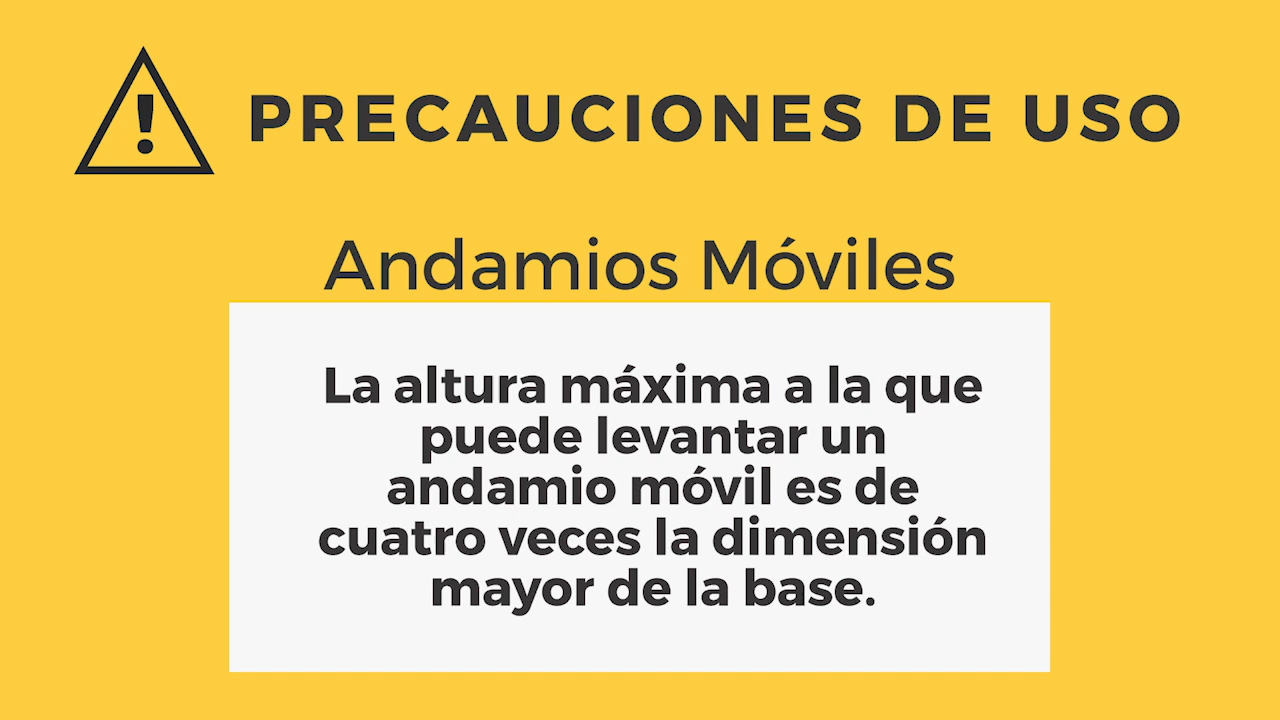 PRECAUCIONES DE USO
Andamios Móviles
La altura máxima a la que
puede levantar un
andamio móvil es de
cuatro veces la dimensión
mayor de la base.